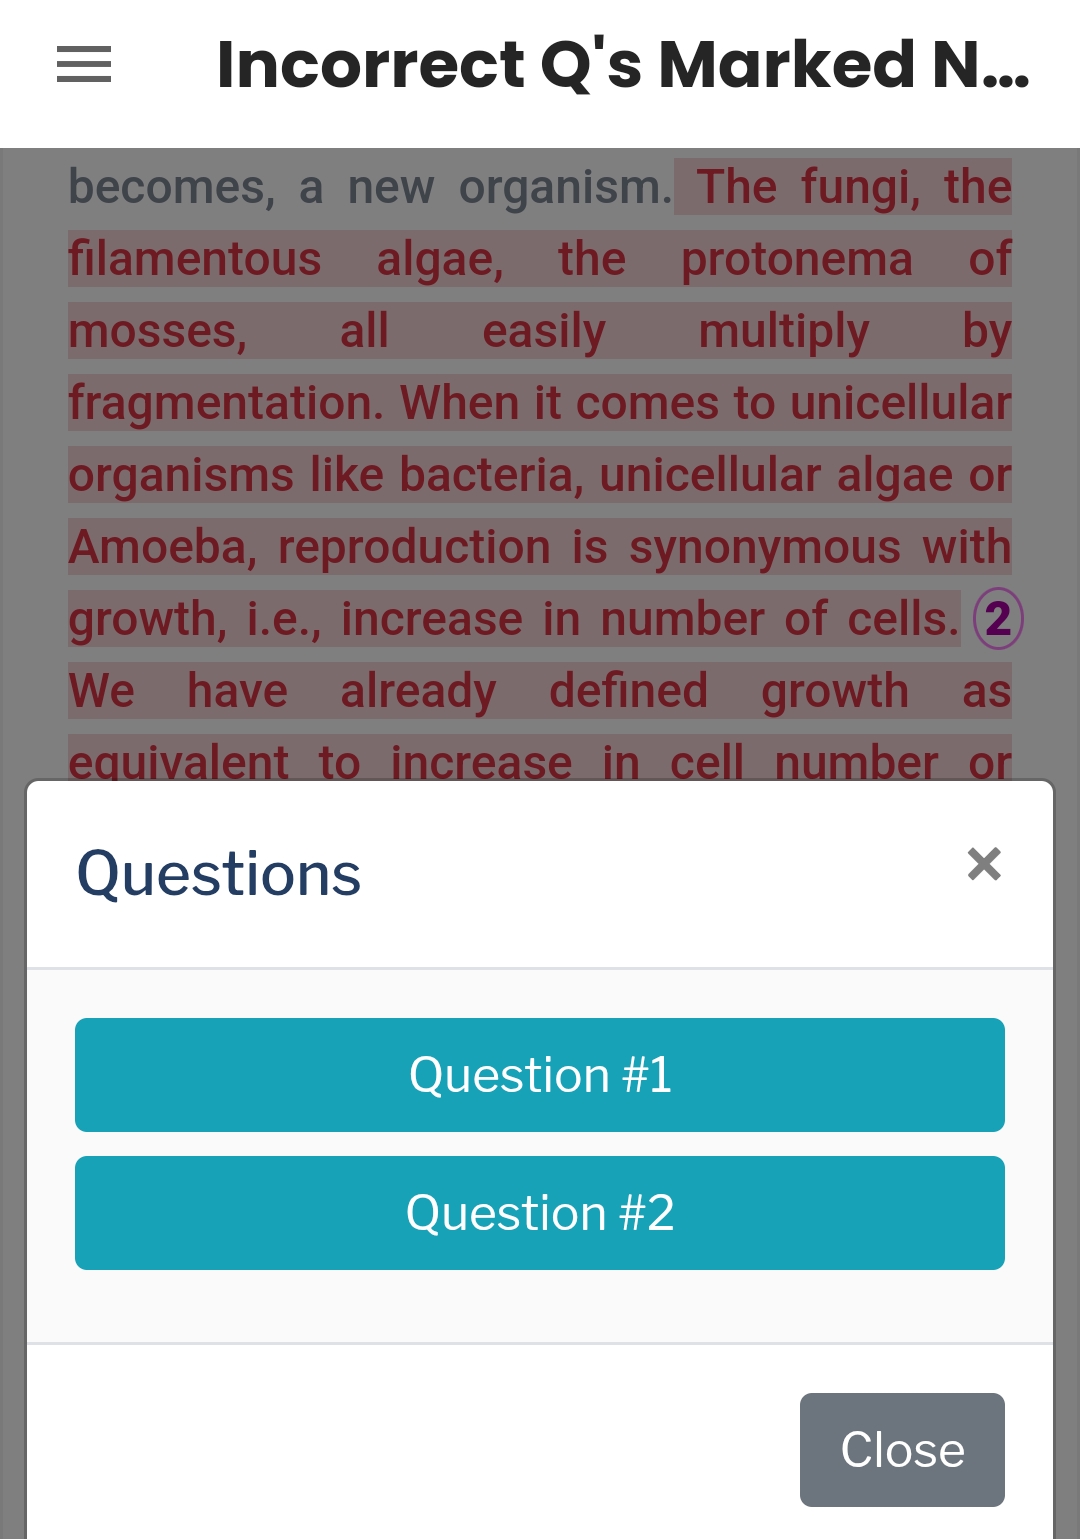 Incorrect Q's Marked N...
becomes, a new organism. The fungi, the
filamentous algae, the protonema of
mosses, all easily multiply by
fragmentation. When it comes to unicellular
organisms like bacteria, unicellular algae or
Amoeba, reproduction is synonymous with
growth, i.e., increase in number of cells. 2
We have already defined growth as
equivalent to increase in cell number or
Questions
×
Question #1
Question #2
Close